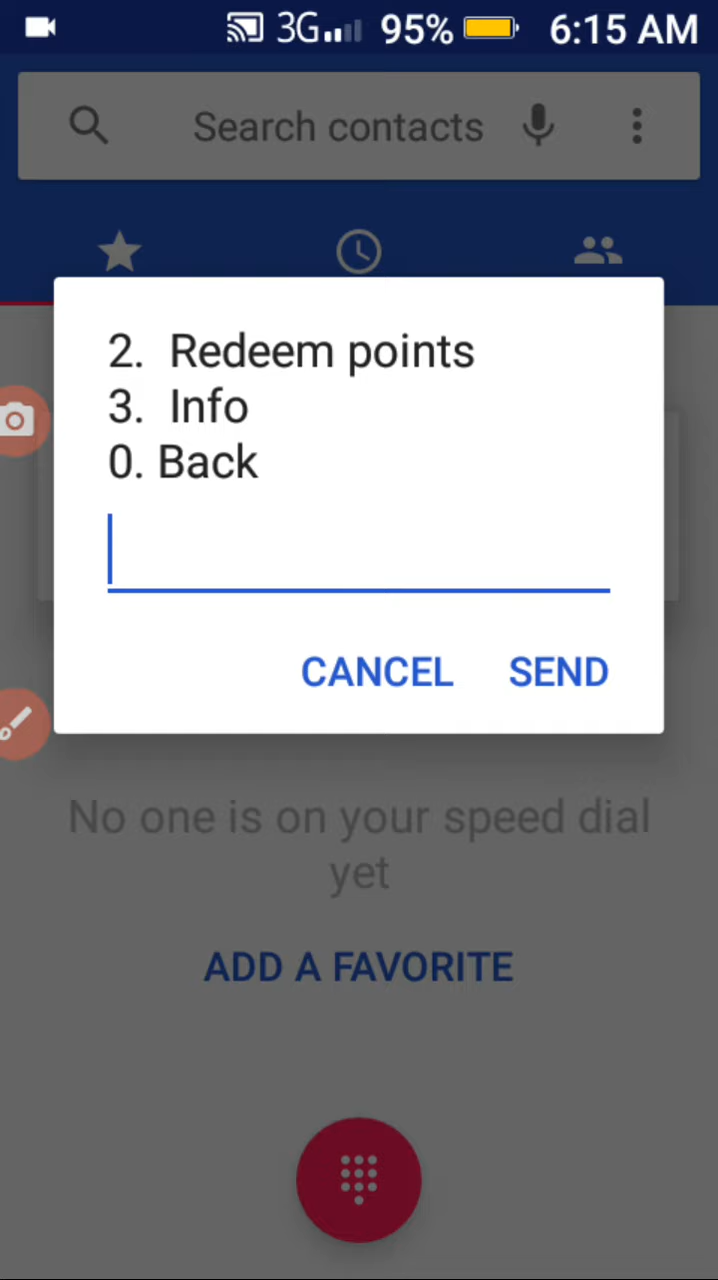 3G 95% 6:15 AM
Search contacts
2. Redeem points
3. Info
0. Back
CANCEL SEND
No one is on your speed dial
yet
ADD A FAVORITE